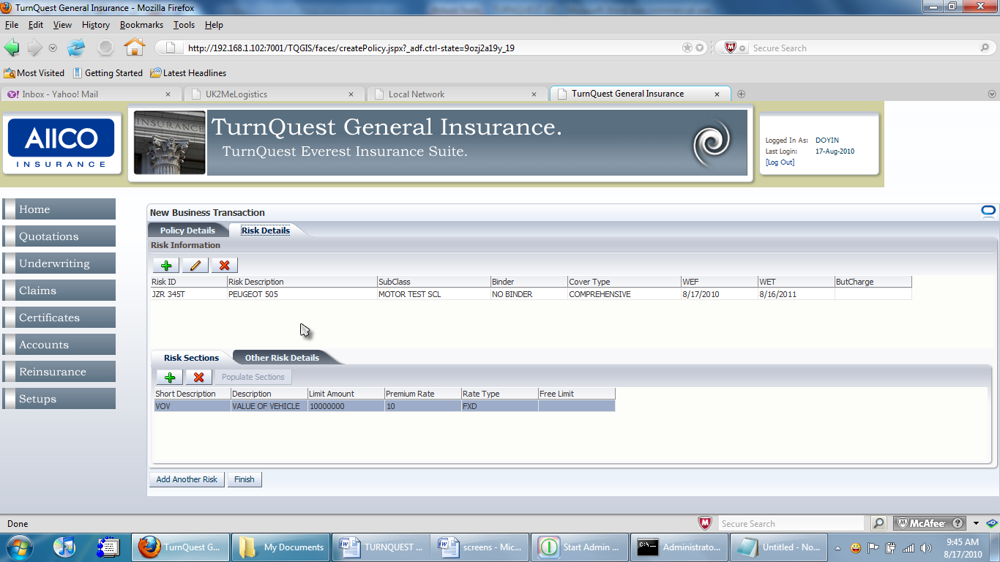 TurnQuest General Insurance - Mozilla Firefox
File Edit View History Bookmarks Tools Help
http://192.168.1.102:7001/TQGIS/faces/createPolicy.jspx?_adf.ctrl-state=9ozj2a19y_19
Secure Search
Most Visited Getting Started Latest Headlines
Y! Inbox - Yahoo! Mail UK2MeLogistics Local Network TurnQuest General Insurance
AIICO
INSURANCE
INSURANCE
TurnQuest General Insurance.
TurnQuest Everest Insurance Suite.
Logged In As: DOYIN
Last Login: 17-Aug-2010
[Log Out]
Home
Quotations
Underwriting
Claims
Certificates
Accounts
Reinsurance
Setups
New Business Transaction
Policy Details Risk Details
Risk Information
Risk ID Risk Description SubClass Binder Cover Type WEF WET ButCharge
JZR 345T PEUGEOT 505 MOTOR TEST SCL NO BINDER COMPREHENSIVE 8/17/2010 8/16/2011
Risk Sections Other Risk Details
Populate Sections
Short Description Description Limit Amount Premium Rate Rate Type Free Limit
VOV VALUE OF VEHICLE 10000000 10 FXD
Add Another Risk Finish
Done
Secure Search
McAfee
TurnQuest G... My Documents TURNQUEST ... screens - Mic... Start Admin ... Administrato... Untitled - No...
9:45 AM
8/17/2010